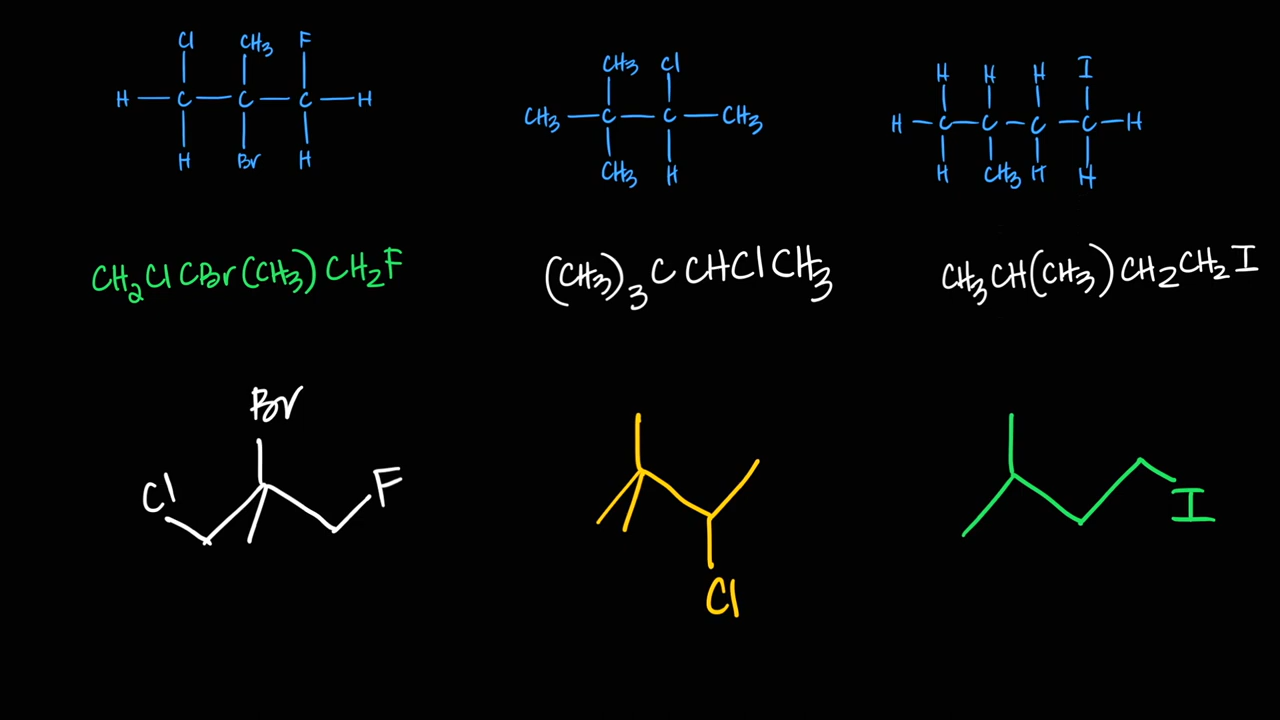 Cl CH3 F
H C C C H
H Br H
CH3 Cl
CH3 C C CH3
CH3 H
H H H I
H C C C C H
H CH3 H H
CH2ClCBr(CH3)CH2F
(CH3)3CCHClCH3
CH3CH(CH3)CH2CH2I
Br
Cl F
Cl
I